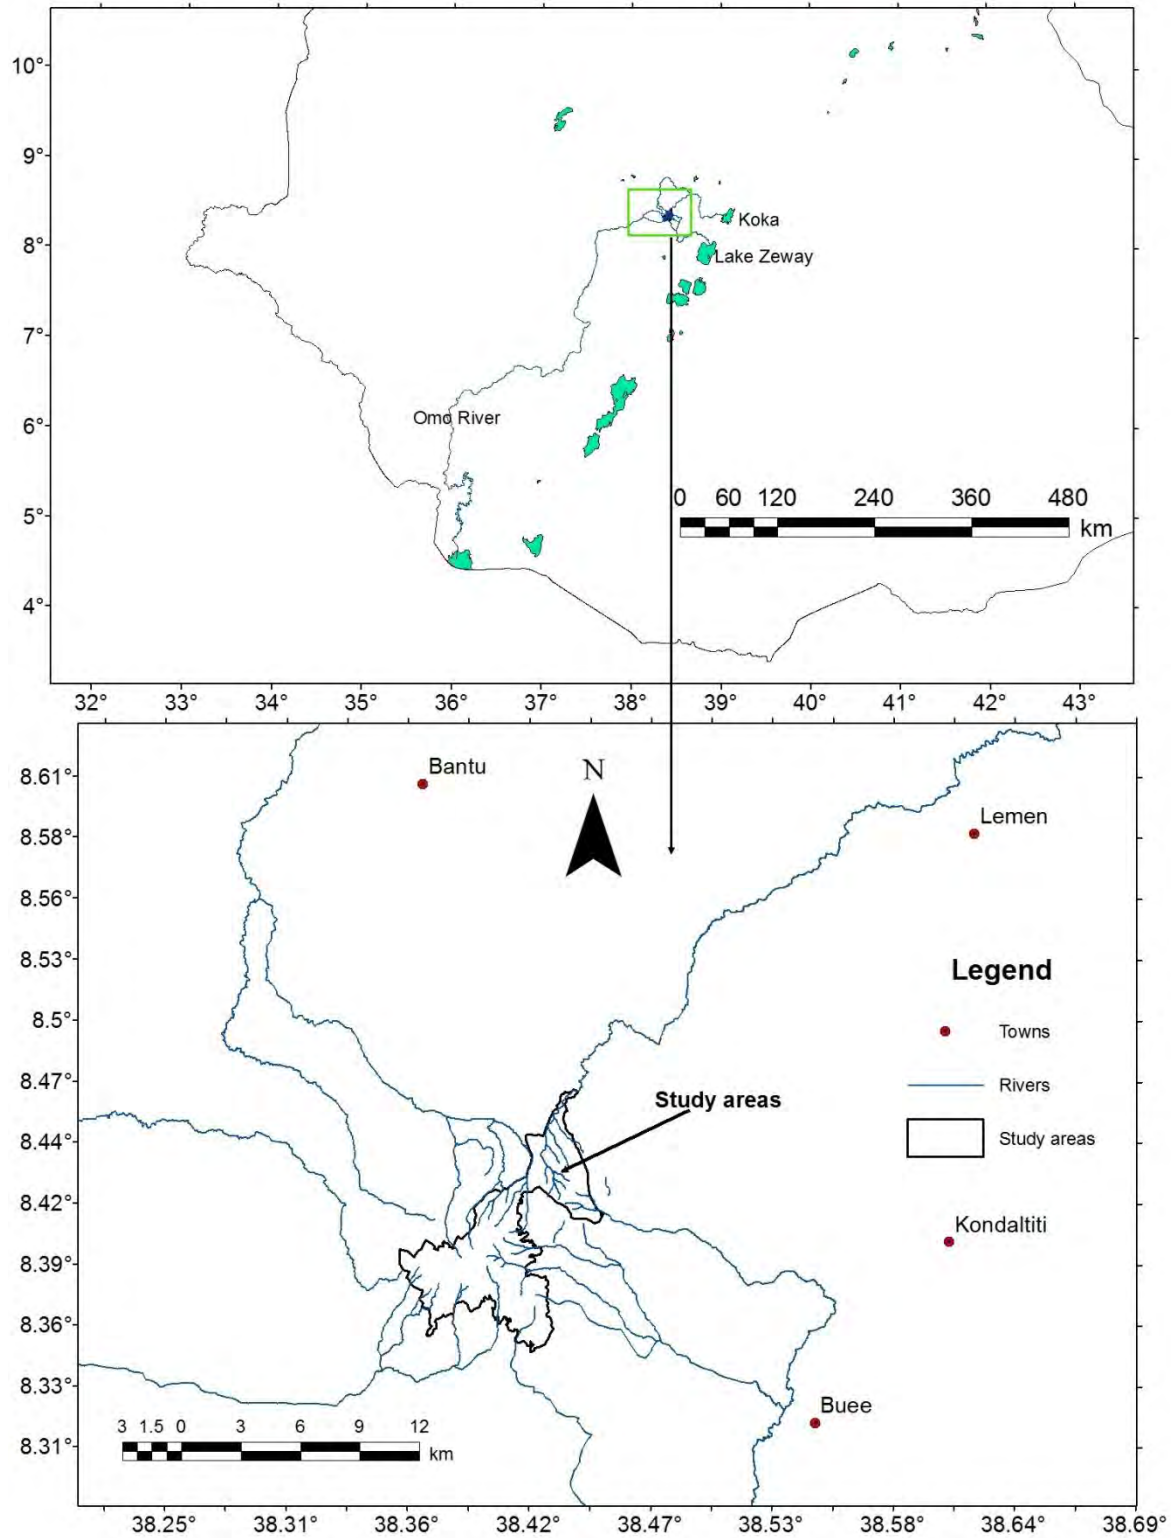 10°
9°
8°
7°
6°
5°
4°
Koka
Lake Zeway
Omo River
0 60 120 240 360 480
km
32° 33° 34° 35° 36° 37° 38° 39° 40° 41° 42° 43°
8.61°
8.58°
8.56°
8.53°
8.5°
8.47°
8.44°
8.42°
8.39°
8.36°
8.33°
8.31°
Bantu
N
Lemen
Legend
Towns
Rivers
Study areas
Study areas
Kondaltiti
Buee
3 1.5 0 3 6 9 12
km
38.25° 38.31° 38.36° 38.42° 38.47° 38.53° 38.58° 38.64° 38.69°